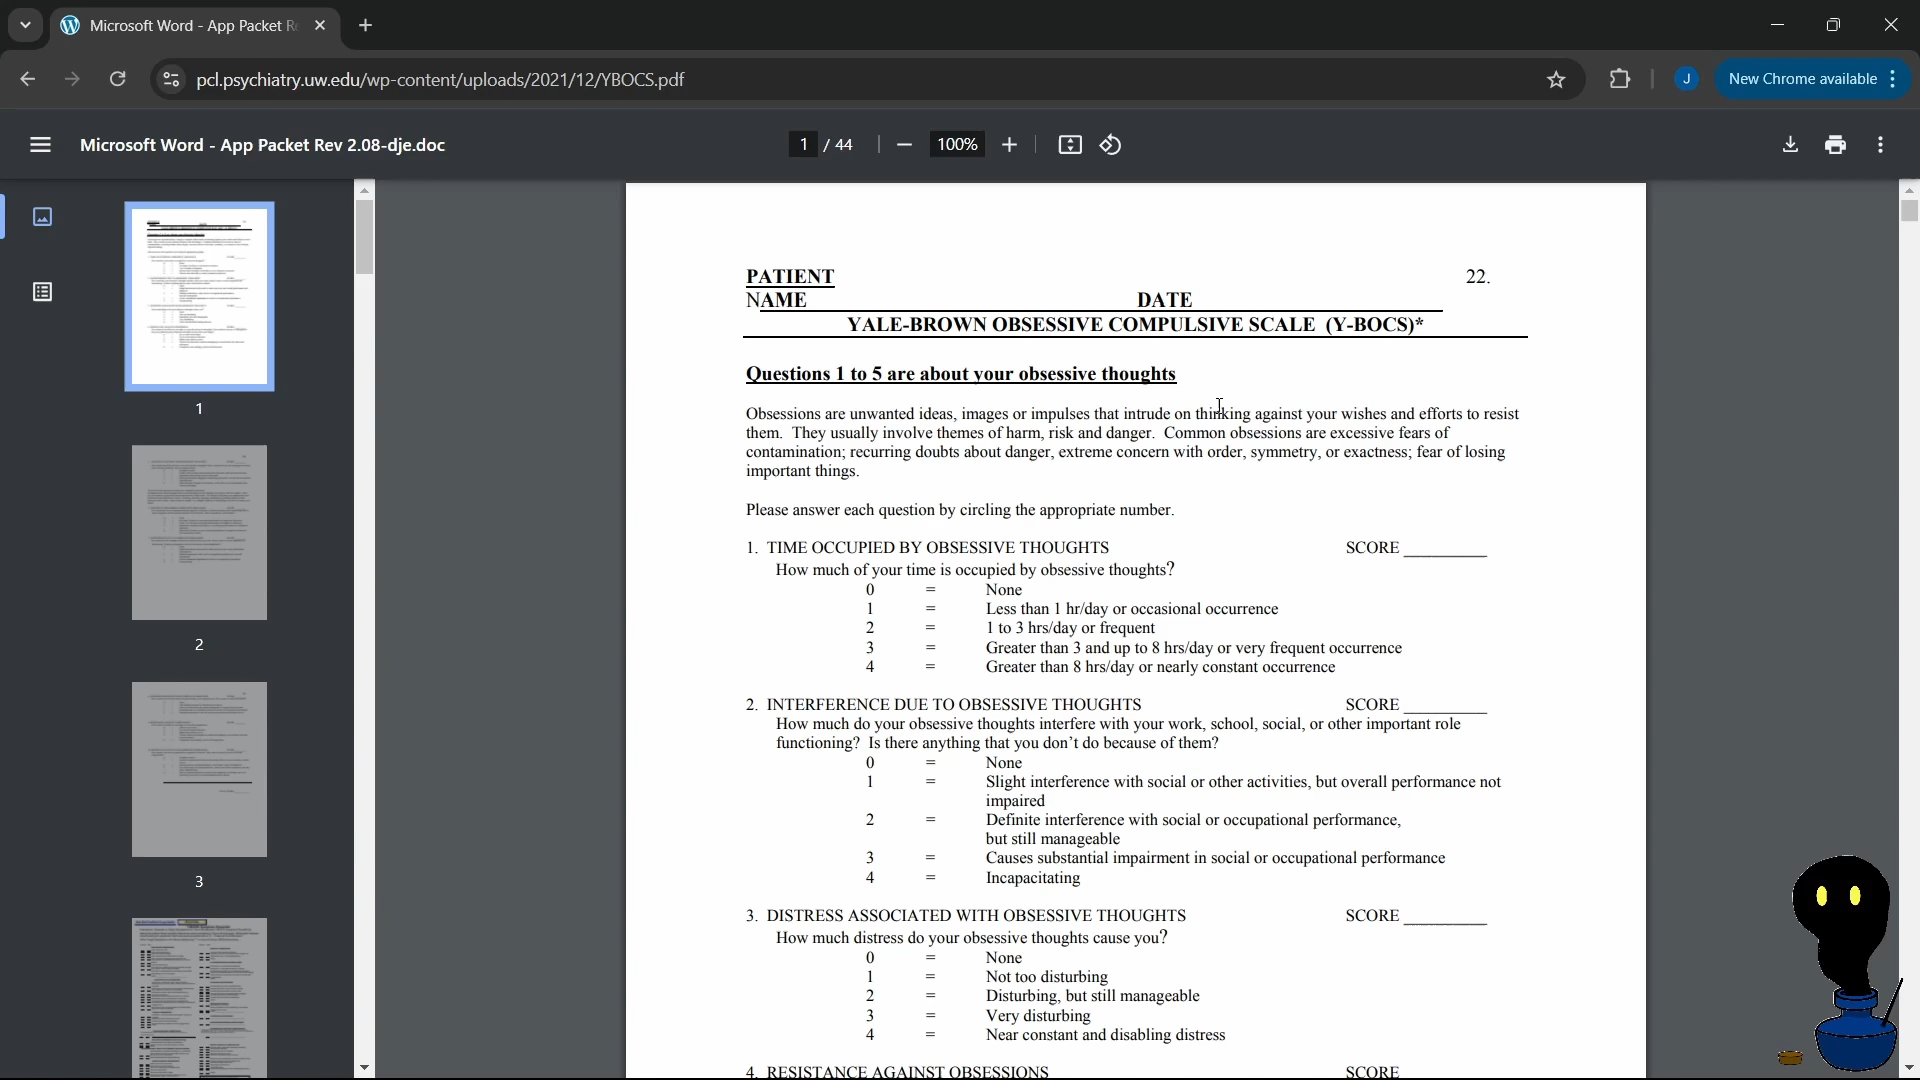 Microsoft Word - App Packet Re
pcl.psychiatry.uw.edu/wp-content/uploads/2021/12/YBOCS.pdf
J
New Chrome available
Microsoft Word - App Packet Rev 2.08-dje.doc
1 / 44
100%
1
2
3
PATIENT
22.
NAME DATE
YALE-BROWN OBSESSIVE COMPULSIVE SCALE (Y-BOCS)*
Questions 1 to 5 are about your obsessive thoughts
Obsessions are unwanted ideas, images or impulses that intrude on thinking against your wishes and efforts to resist
them. They usually involve themes of harm, risk and danger. Common obsessions are excessive fears of
contamination; recurring doubts about danger, extreme concern with order, symmetry, or exactness; fear of losing
important things.
Please answer each question by circling the appropriate number.
1. TIME OCCUPIED BY OBSESSIVE THOUGHTS SCORE
How much of your time is occupied by obsessive thoughts?
0 = None
1 = Less than 1 hr/day or occasional occurrence
2 = 1 to 3 hrs/day or frequent
3 = Greater than 3 and up to 8 hrs/day or very frequent occurrence
4 = Greater than 8 hrs/day or nearly constant occurrence
2. INTERFERENCE DUE TO OBSESSIVE THOUGHTS SCORE
How much do your obsessive thoughts interfere with your work, school, social, or other important role
functioning? Is there anything that you don't do because of them?
0 = None
1 = Slight interference with social or other activities, but overall performance not
impaired
2 = Definite interference with social or occupational performance,
but still manageable
3 = Causes substantial impairment in social or occupational performance
4 = Incapacitating
3. DISTRESS ASSOCIATED WITH OBSESSIVE THOUGHTS SCORE
How much distress do your obsessive thoughts cause you?
0 = None
1 = Not too disturbing
2 = Disturbing, but still manageable
3 = Very disturbing
4 = Near constant and disabling distress
4. RESISTANCE AGAINST OBSESSIONS SCORE